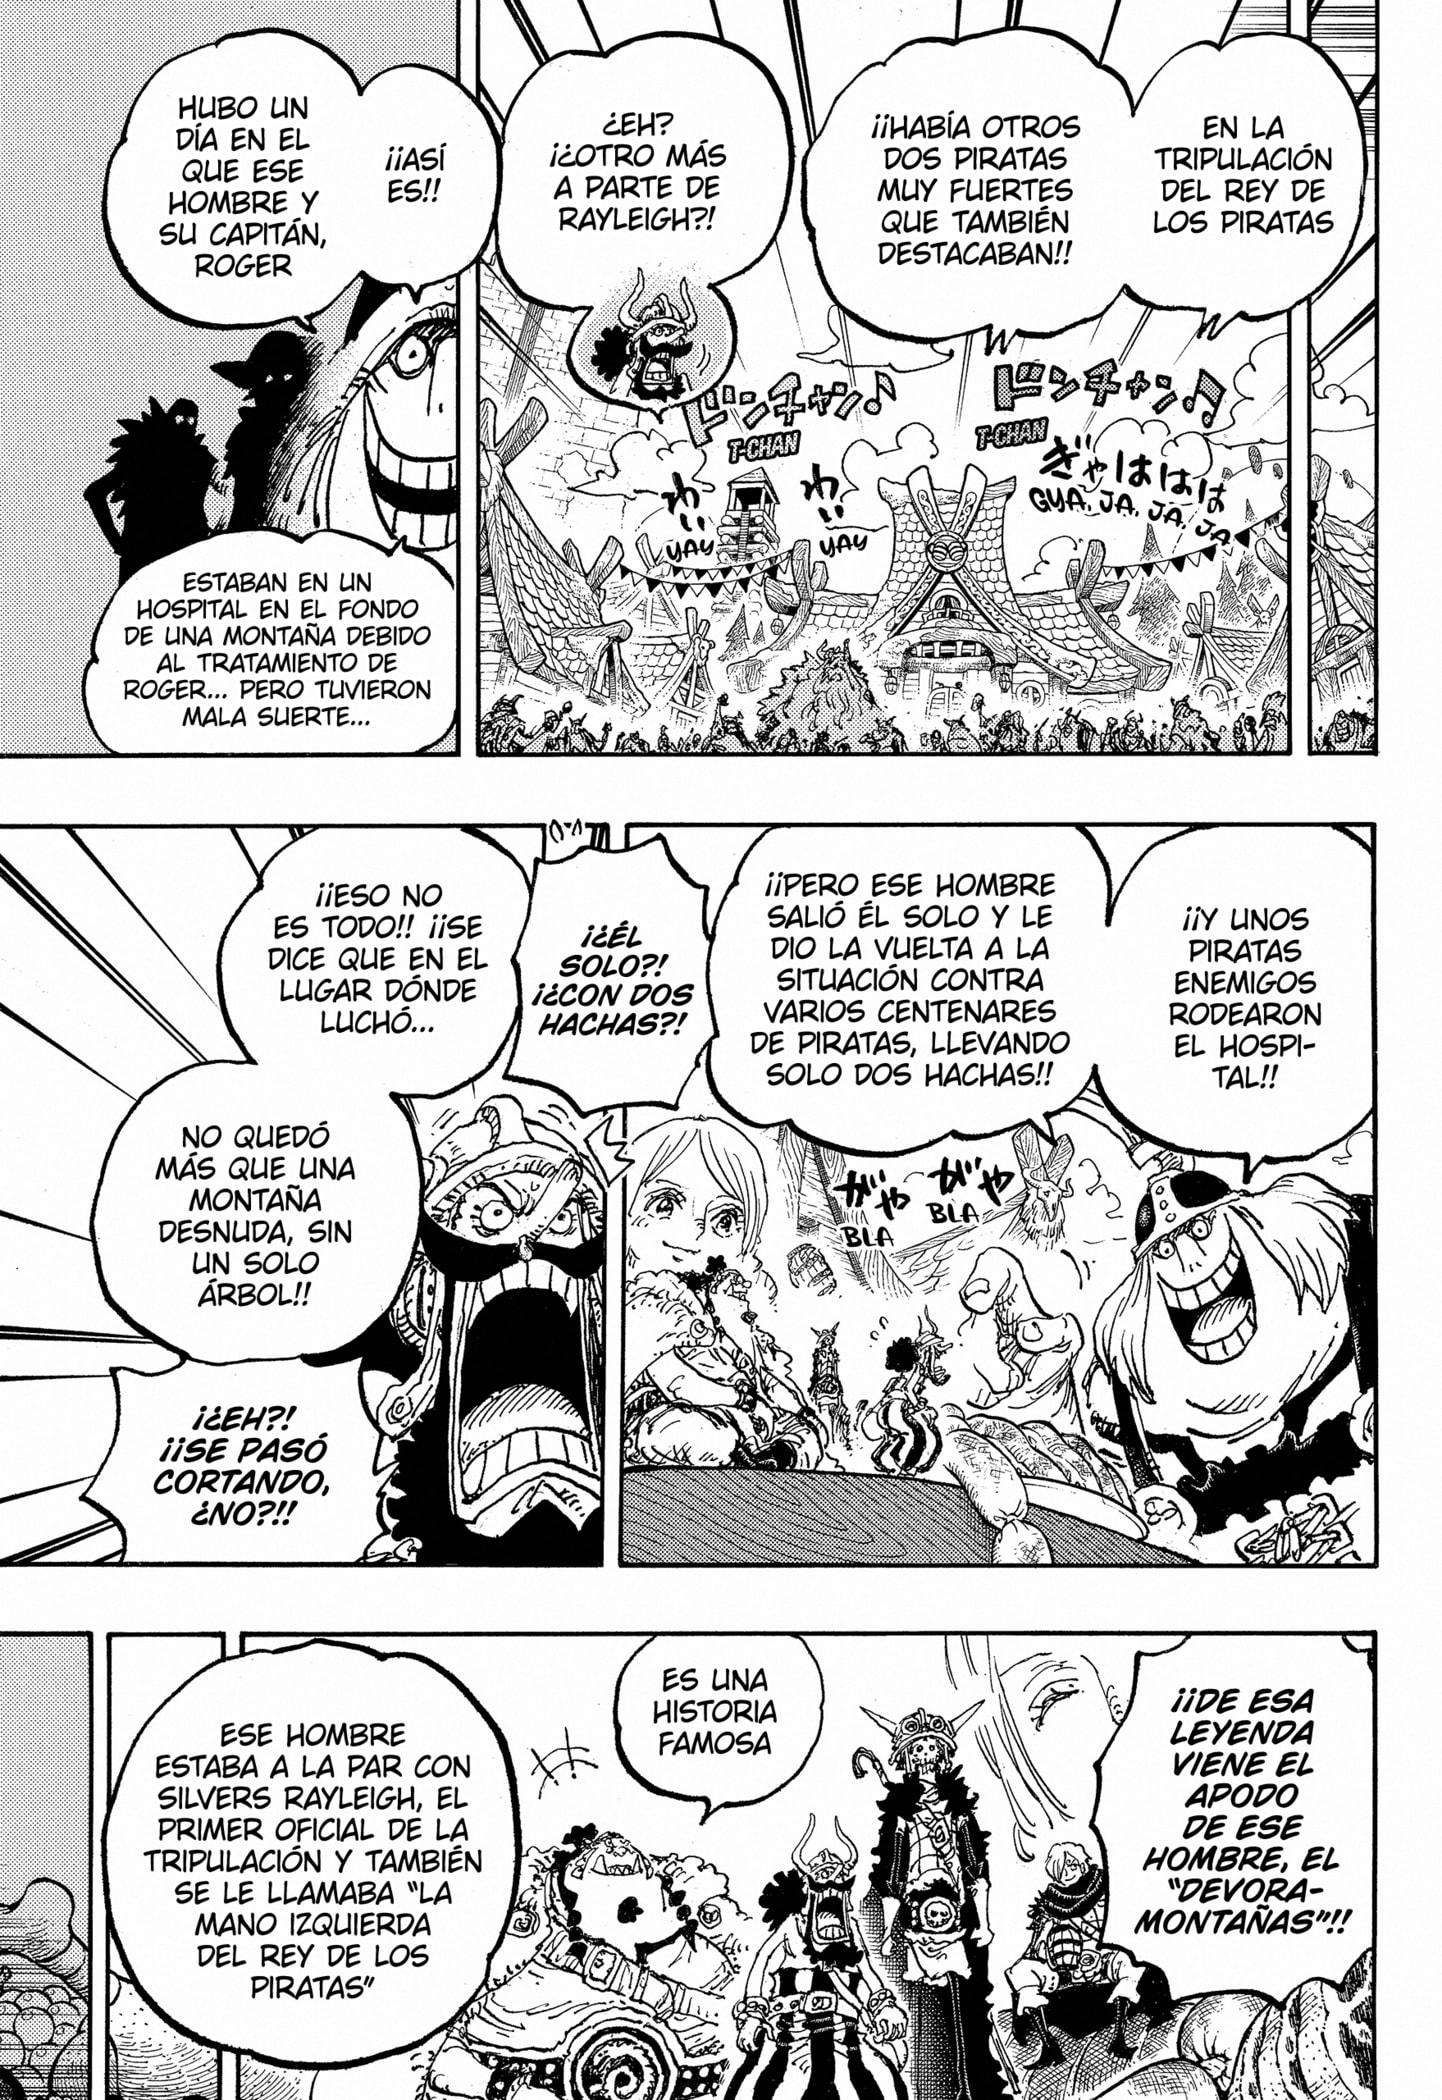 EN LA
TRIPULACIÓN
DEL REY DE
LOS PIRATAS
¡¡HABÍA OTROS
DOS PIRATAS
MUY FUERTES
QUE TAMBIÉN
DESTACABAN!!
¿EH?
¡¿OTRO MÁS
A PARTE DE
RAYLEIGH?!
ドンチャン♪
T-CHAN
ドンチャン♫
T-CHAN
わいい
YAY
わいい
YAY
ぎゃはははは
GYA, JA, JA, JA, JA
¡¡ASÍ
ES!!
HUBO UN
DÍA EN EL
QUE ESE
HOMBRE Y
SU CAPITÁN,
ROGER
ESTABAN EN UN
HOSPITAL EN EL FONDO
DE UNA MONTAÑA DEBIDO
AL TRATAMIENTO DE
ROGER... PERO TUVIERON
MALA SUERTE...
¡¡Y UNOS
PIRATAS
ENEMIGOS
RODEARON
EL HOSPI-
TAL!!
¡¡PERO ESE HOMBRE
SALIÓ ÉL SOLO Y LE
DIO LA VUELTA A LA
SITUACIÓN CONTRA
VARIOS CENTENARES
DE PIRATAS, LLEVANDO
SOLO DOS HACHAS!!
がや
BLA
がや
BLA
¡¿ÉL
SOLO?!
¡¿CON DOS
HACHAS?!
¡¡ESO NO
ES TODO!! ¡¡SE
DICE QUE EN EL
LUGAR DÓNDE
LUCHÓ...
NO QUEDÓ
MÁS QUE UNA
MONTAÑA
DESNUDA, SIN
UN SOLO
ÁRBOL!!
¡¿EH?!
¡¡SE PASÓ
CORTANDO,
¿NO?!!
¡¡DE ESA
LEYENDA
VIENE EL
APODO
DE ESE
HOMBRE, EL
“DEVORA-
MONTAÑAS”!!
ES UNA
HISTORIA
FAMOSA
ESE HOMBRE
ESTABA A LA PAR CON
SILVERS RAYLEIGH, EL
PRIMER OFICIAL DE LA
TRIPULACIÓN Y TAMBIÉN
SE LE LLAMABA “LA
MANO IZQUIERDA
DEL REY DE LOS
PIRATAS”